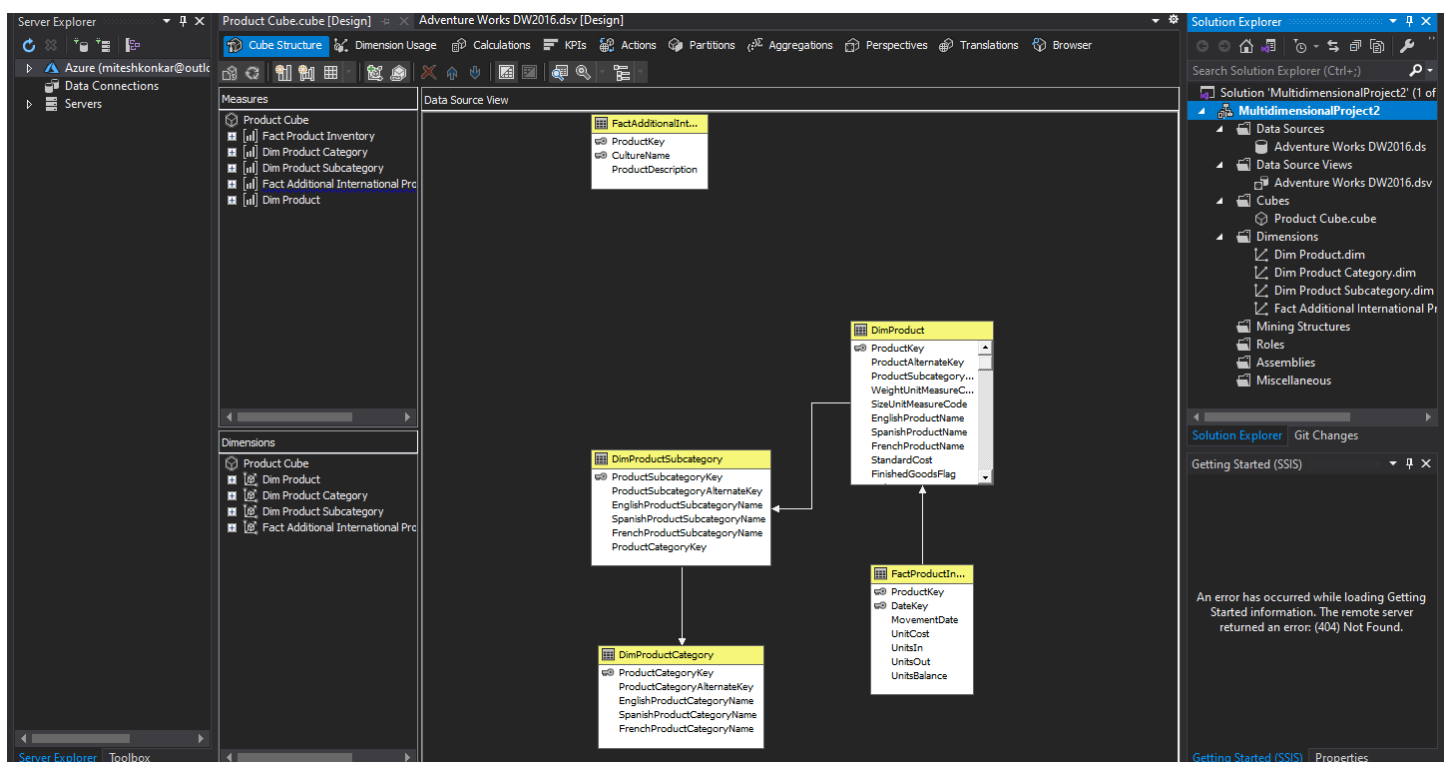 Server Explorer
Azure (miteshkonkar@outlc
Data Connections
Servers
Server Explorer Toolbox
Product Cube.cube [Design] Adventure Works DW2016.dsv [Design]
Cube Structure Dimension Usage Calculations KPIs Actions Partitions Aggregations Perspectives Translations Browser
Measures
Product Cube
Fact Product Inventory
Dim Product Category
Dim Product Subcategory
Fact Additional International Pro
Dim Product
Dimensions
Product Cube
Dim Product
Dim Product Category
Dim Product Subcategory
Fact Additional International Pro
Data Source View
FactAdditionalInt...
ProductKey
CultureName
ProductDescription
DimProduct
ProductKey
ProductAlternateKey
ProductSubcategory...
WeightUnitMeasureC...
SizeUnitMeasureCode
EnglishProductName
SpanishProductName
FrenchProductName
StandardCost
FinishedGoodsFlag
DimProductSubcategory
ProductSubcategoryKey
ProductSubcategoryAlternateKey
EnglishProductSubcategoryName
SpanishProductSubcategoryName
FrenchProductSubcategoryName
ProductCategoryKey
FactProductIn...
ProductKey
DateKey
MovementDate
UnitCost
UnitsIn
UnitsOut
UnitsBalance
DimProductCategory
ProductCategoryKey
ProductCategoryAlternateKey
EnglishProductCategoryName
SpanishProductCategoryName
FrenchProductCategoryName
Solution Explorer
Search Solution Explorer (Ctrl+;)
Solution 'MultidimensionalProject2' (1 of
MultidimensionalProject2
Data Sources
Adventure Works DW2016.ds
Data Source Views
Adventure Works DW2016.dsv
Cubes
Product Cube.cube
Dimensions
Dim Product.dim
Dim Product Category.dim
Dim Product Subcategory.dim
Fact Additional International Pr
Mining Structures
Roles
Assemblies
Miscellaneous
Solution Explorer Git Changes
Getting Started (SSIS)
An error has occurred while loading Getting
Started information. The remote server
returned an error: (404) Not Found.
Getting Started (SSIS) Properties